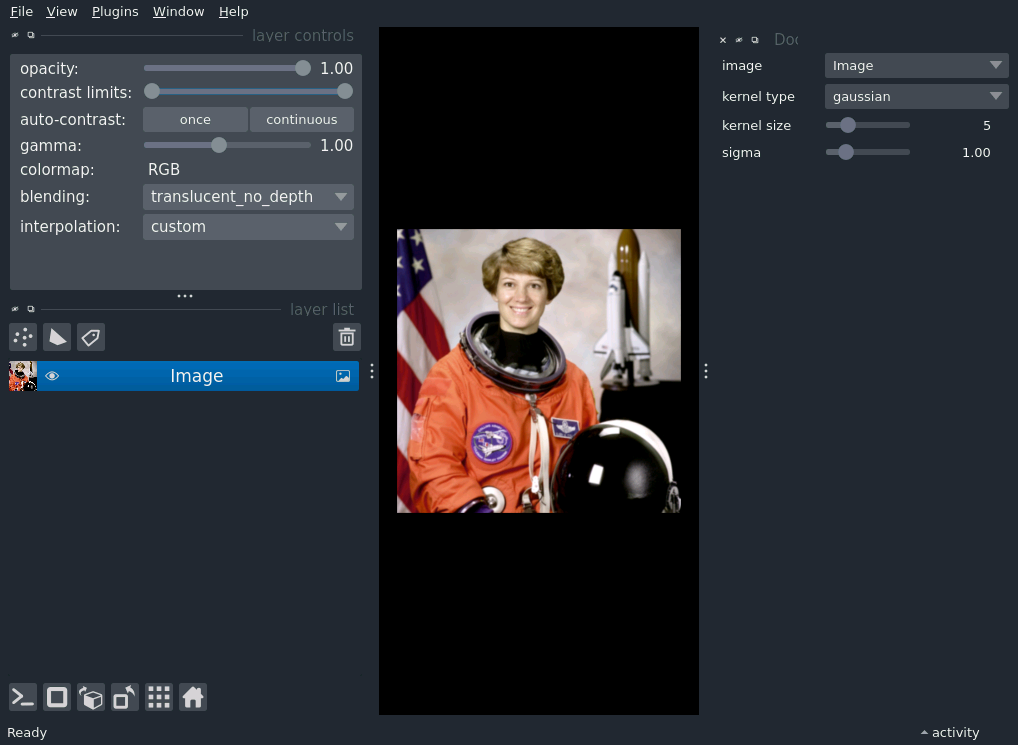 File View Plugins Window Help
layer controls
opacity: 1.00
contrast limits:
auto-contrast: once continuous
gamma: 1.00
colormap: RGB
blending: translucent_no_depth
interpolation: custom
layer list
Image
Ready
image Image
kernel type gaussian
kernel size 5
sigma 1.00
activity